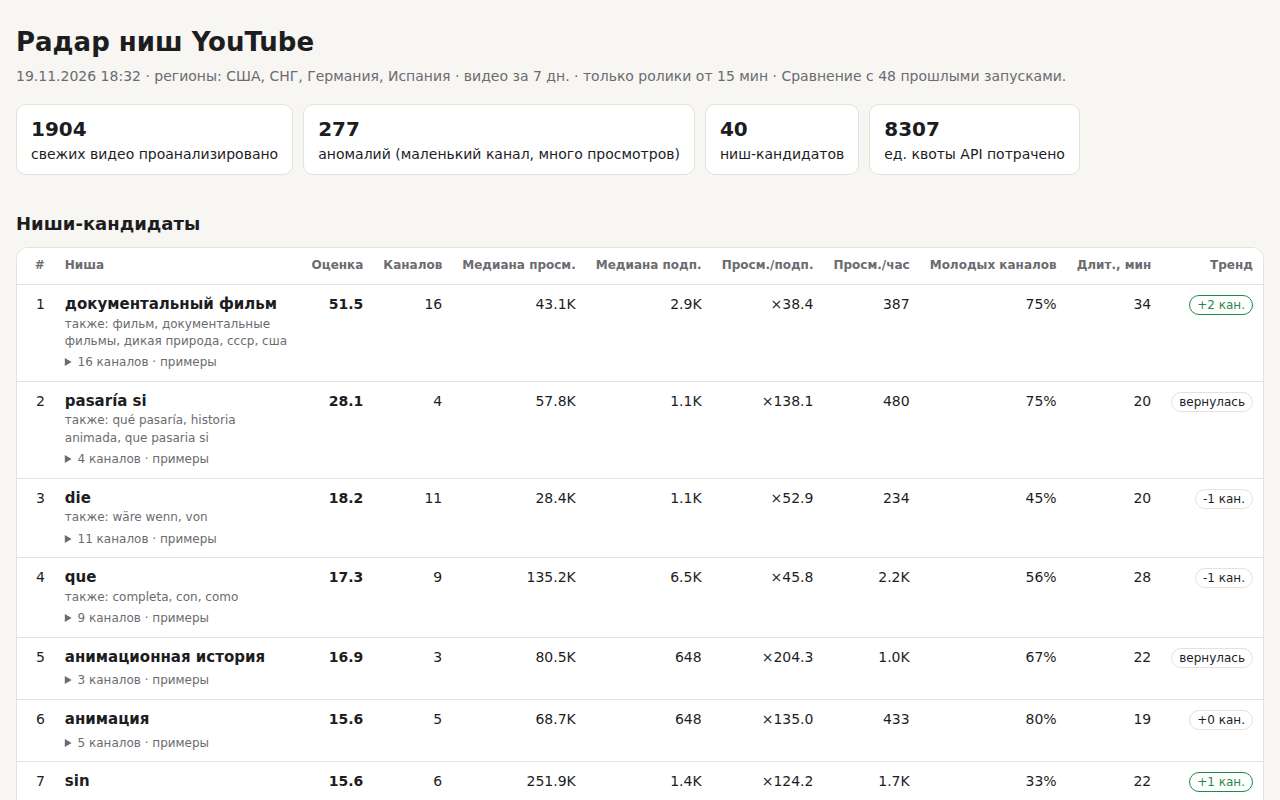 Радар ниш YouTube
19.11.2026 18:32 · регионы: США, СНГ, Германия, Испания · видео за 7 дн. · только ролики от 15 мин · Сравнение с 48 прошлыми запусками.
1904 277 40 8307
свежих видео проанализировано аномалий (маленький канал, много просмотров) ниш-кандидатов ед. квоты API потрачено
Ниши-кандидаты
# Ниша Оценка Каналов Медиана просм. Медиана подп. Просм./подп. Просм./час Молодых каналов Длит., мин Тренд
1 документальный фильм 51.5 16 43.1K 2.9K ×38.4 387 75% 34 +2 кан.
также: фильм, документальные
фильмы, дикая природа, ссср, сша
▶ 16 каналов · примеры
2 pasaría si 28.1 4 57.8K 1.1K ×138.1 480 75% 20 вернулась
также: qué pasaría, historia
animada, que pasaria si
▶ 4 каналов · примеры
3 die 18.2 11 28.4K 1.1K ×52.9 234 45% 20 -1 кан.
также: wäre wenn, von
▶ 11 каналов · примеры
4 que 17.3 9 135.2K 6.5K ×45.8 2.2K 56% 28 -1 кан.
также: completa, con, como
▶ 9 каналов · примеры
5 анимационная история 16.9 3 80.5K 648 ×204.3 1.0K 67% 22 вернулась
▶ 3 каналов · примеры
6 анимация 15.6 5 68.7K 648 ×135.0 433 80% 19 +0 кан.
▶ 5 каналов · примеры
7 sin 15.6 6 251.9K 1.4K ×124.2 1.7K 33% 22 +1 кан.